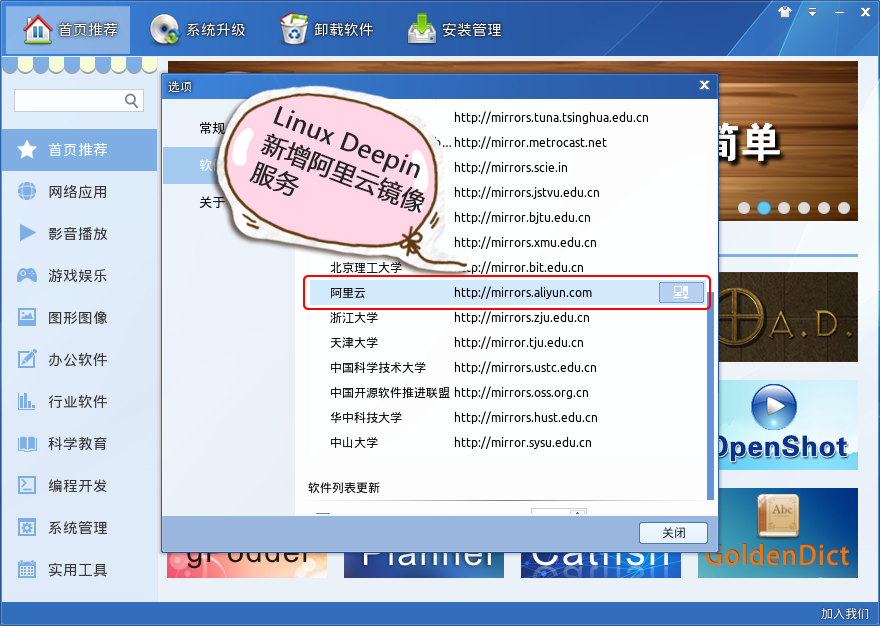 首页推荐
系统升级
卸载软件
安装管理
首页推荐
网络应用
影音播放
游戏娱乐
图形图像
办公软件
行业软件
科学教育
编程开发
系统管理
实用工具
选项
常规
软
关于
Linux Deepin
新增阿里云镜像
服务
http://mirrors.tuna.tsinghua.edu.cn
http://mirror.metrocast.net
http://mirrors.scie.in
http://mirrors.jstvu.edu.cn
http://mirror.bjtu.edu.cn
http://mirrors.xmu.edu.cn
北京理工大学 http://mirror.bit.edu.cn
阿里云 http://mirrors.aliyun.com
浙江大学 http://mirrors.zju.edu.cn
天津大学 http://mirror.tju.edu.cn
中国科学技术大学 http://mirrors.ustc.edu.cn
中国开源软件推进联盟 http://mirrors.oss.org.cn
华中科技大学 http://mirrors.hust.edu.cn
中山大学 http://mirror.sysu.edu.cn
软件列表更新
关闭
简单
A.D.
OpenShot
Abc
GoldenDict
gPodder
Planner
Catfish
加入我们